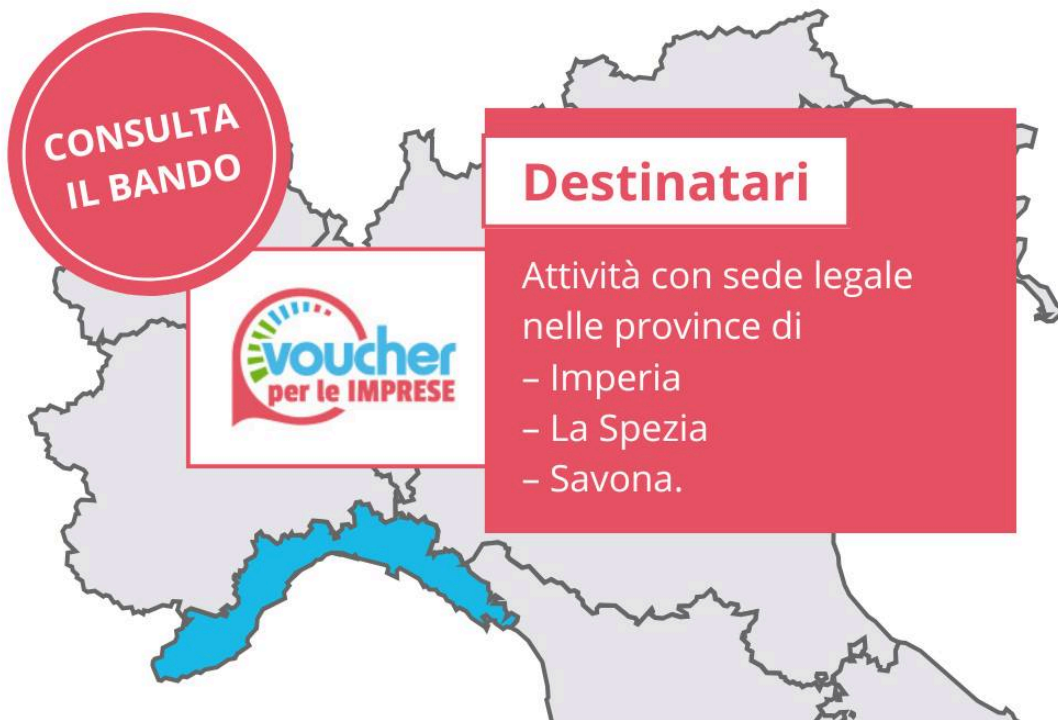 CONSULTA
IL BANDO
voucher
per le IMPRESE
Destinatari
Attività con sede legale
nelle province di
– Imperia
– La Spezia
– Savona.